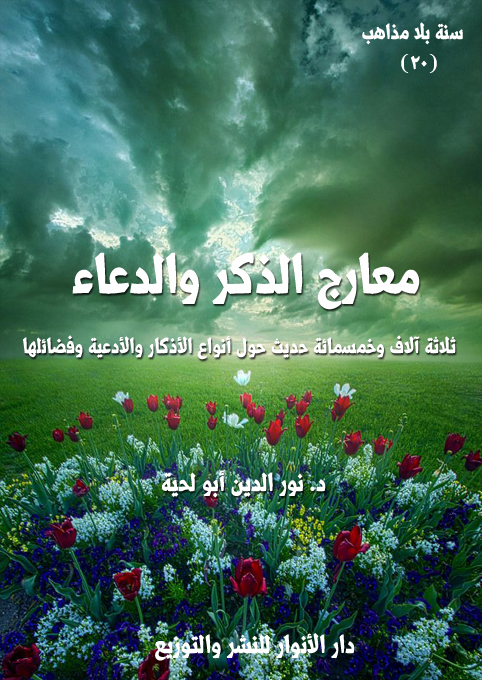 سنة بلا مذاهب
(٢٠)
معارج الذكر والدعاء
ثلاثة آلاف وخمسمائة حديث حول أنواع الأذكار والأدعية وفضائلها
د. نور الدين أبو لحية
دار الأنوار للنشر والتوزيع